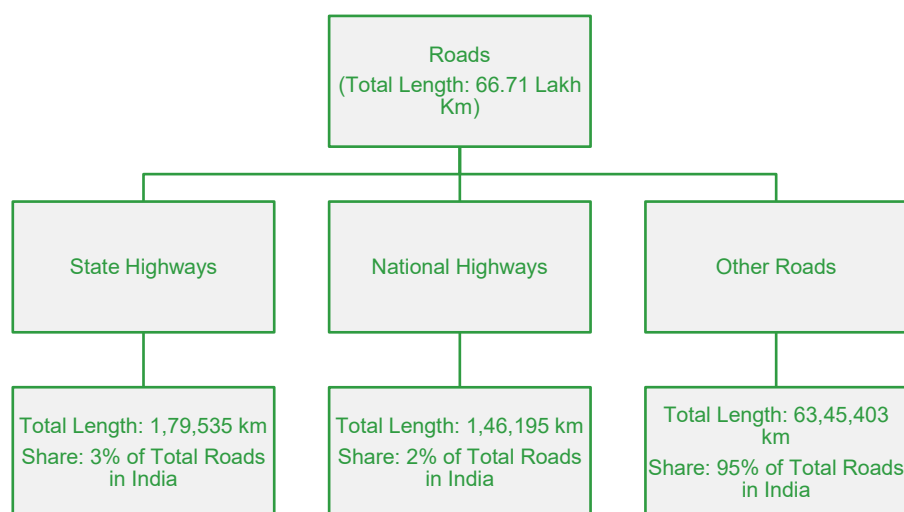 Roads
(Total Length: 66.71 Lakh
Km)
State Highways
National Highways
Other Roads
Total Length: 1,79,535 km
Share: 3% of Total Roads
in India
Total Length: 1,46,195 km
Share: 2% of Total Roads
in India
Total Length: 63,45,403
km
Share: 95% of Total Roads
in India